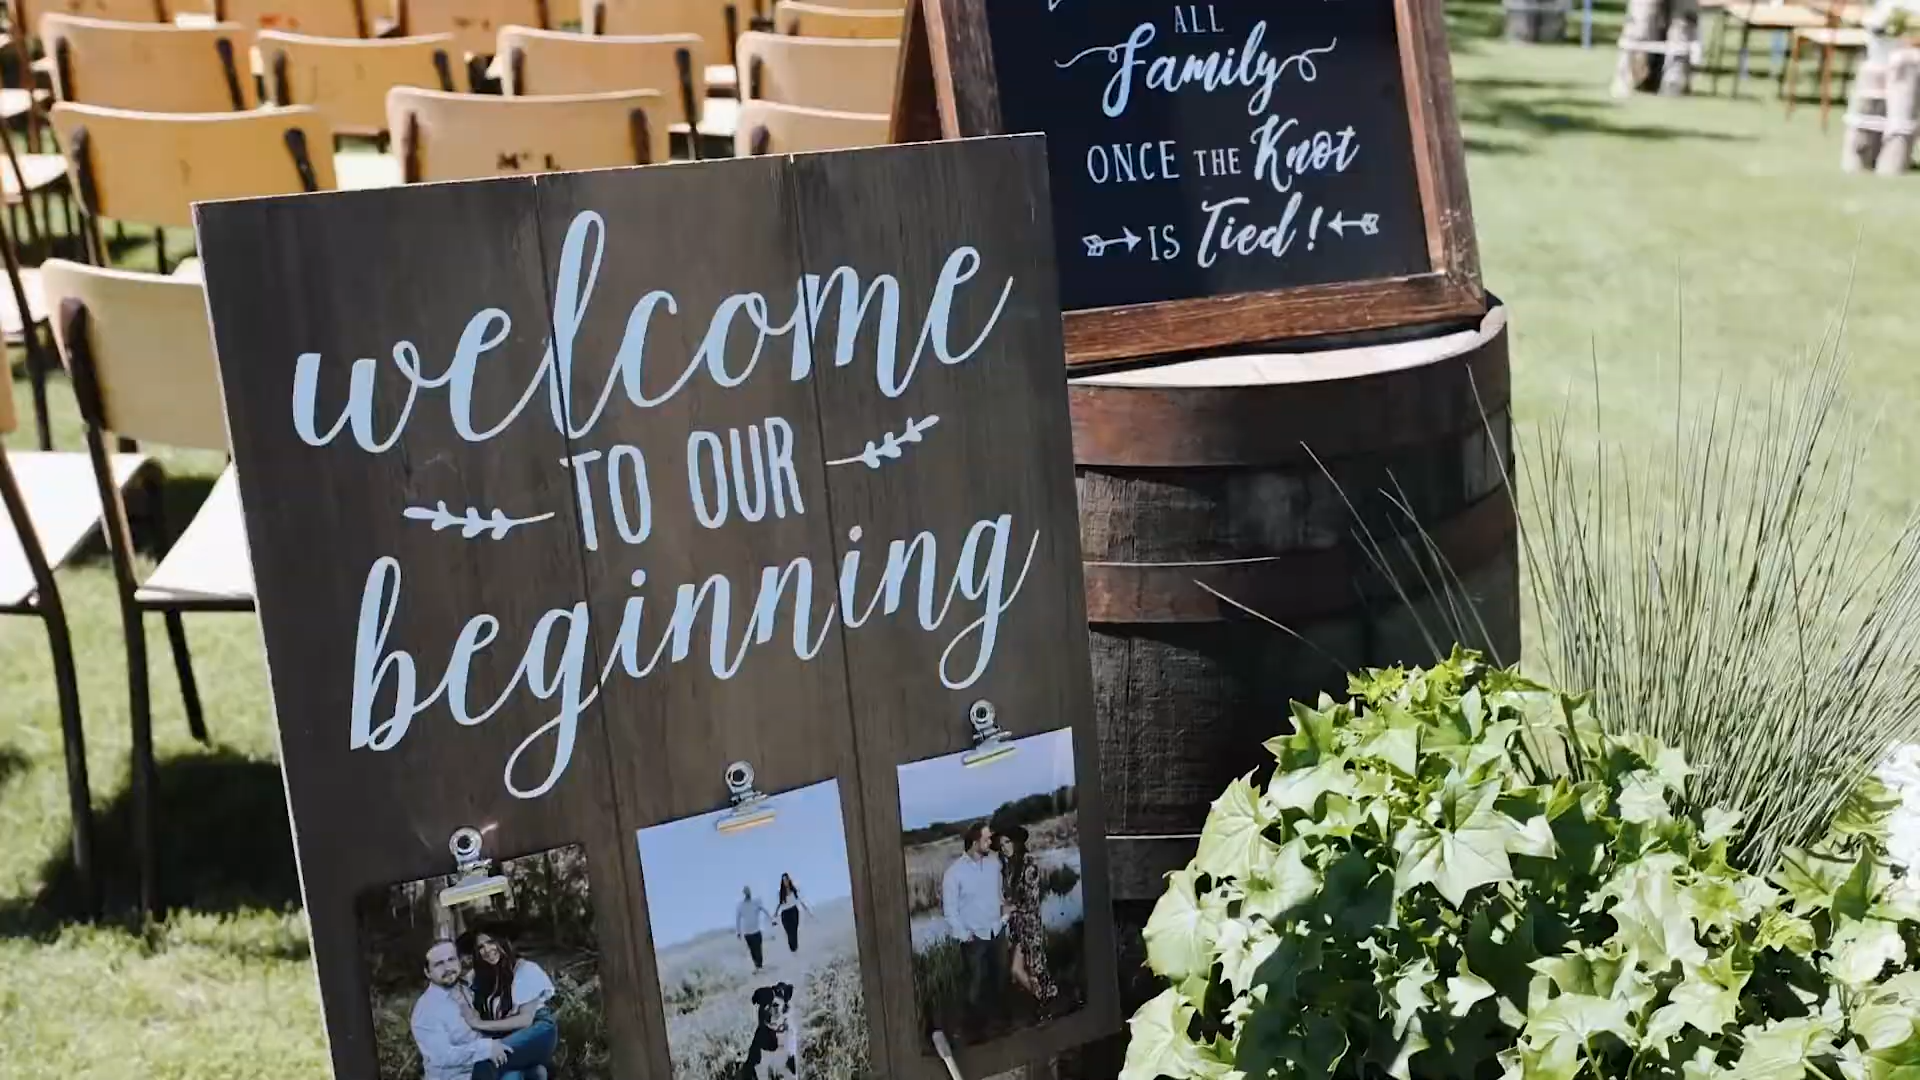 ALL
Family
ONCE THE Knot
IS Tied!
welcome
TO OUR
beginning